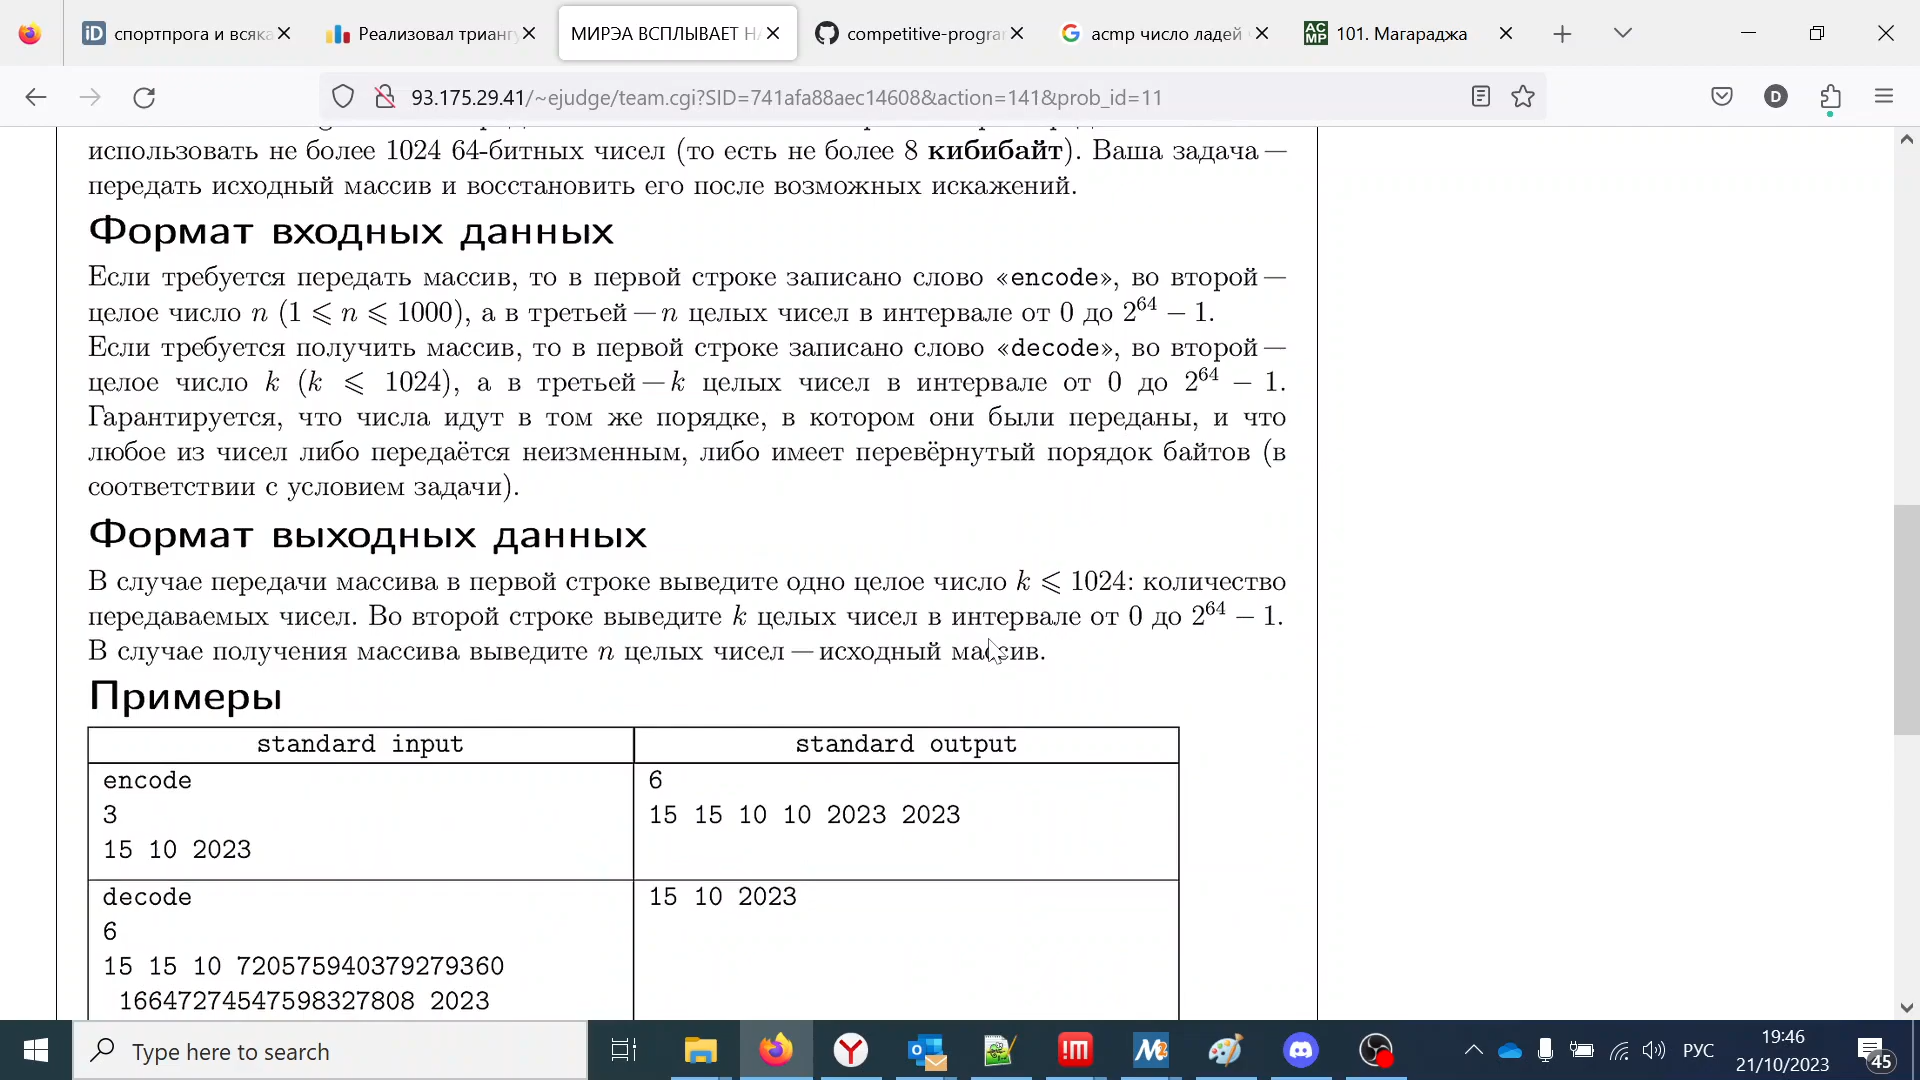 спортпрога и всяка
Реализовал триангу
МИРЭА ВСПЛЫВАЕТ Н
competitive-progra
acmp число ладей
ACMP 101. Магараджа
93.175.29.41/~ejudge/team.cgi?SID=741afa88aec14608&action=141&prob_id=11
использовать не более 1024 64-битных чисел (то есть не более 8 кибибайт). Ваша задача —
передать исходный массив и восстановить его после возможных искажений.
Формат входных данных
Если требуется передать массив, то в первой строке записано слово «encode», во второй —
целое число n (1 ⩽ n ⩽ 1000), а в третьей — n целых чисел в интервале от 0 до 2^64 − 1.
Если требуется получить массив, то в первой строке записано слово «decode», во второй —
целое число k (k ⩽ 1024), а в третьей — k целых чисел в интервале от 0 до 2^64 − 1.
Гарантируется, что числа идут в том же порядке, в котором они были переданы, и что
любое из чисел либо передаётся неизменным, либо имеет перевёрнутый порядок байтов (в
соответствии с условием задачи).
Формат выходных данных
В случае передачи массива в первой строке выведите одно целое число k ⩽ 1024: количество
передаваемых чисел. Во второй строке выведите k целых чисел в интервале от 0 до 2^64 − 1.
В случае получения массива выведите n целых чисел — исходный массив.
Примеры
standard input standard output
encode 6
3 15 15 10 10 2023 2023
15 10 2023
decode 15 10 2023
6
15 15 10 720575940379279360
16647274547598327808 2023
Type here to search
РУС
19:46
21/10/2023
45